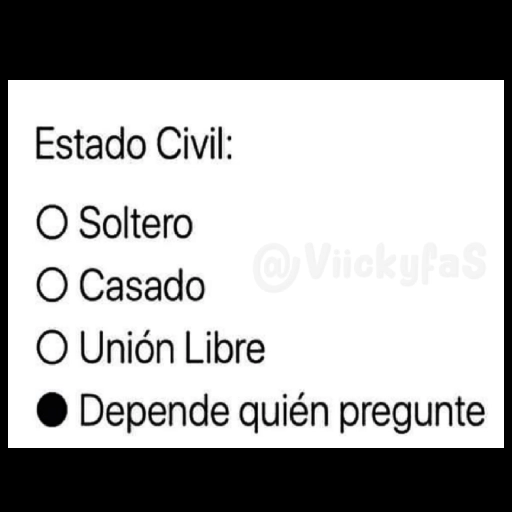 Estado Civil:
Soltero
@ViickyfaS
Casado
Unión Libre
Depende quién pregunte